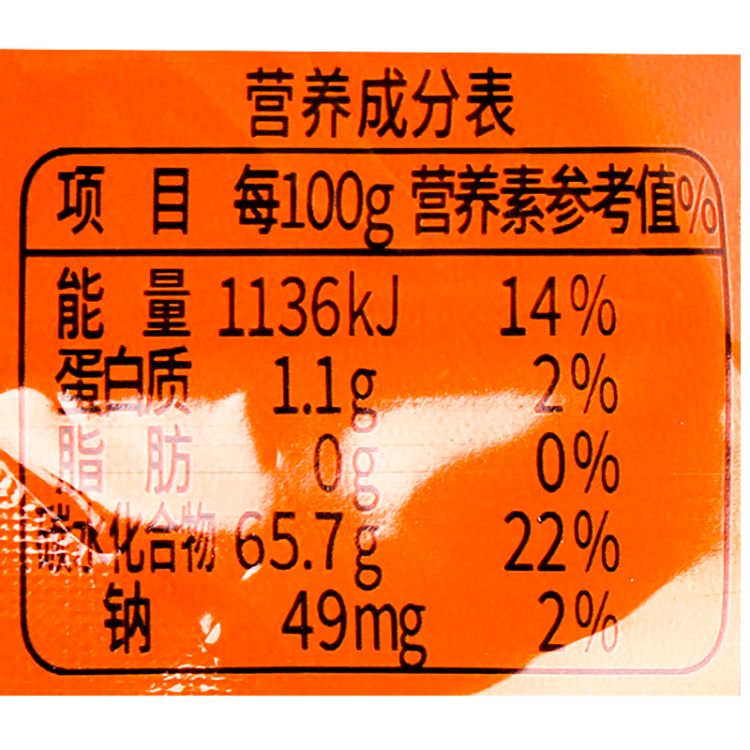 营养成分表
项 目 每100g 营养素参考值%
能 量 1136kJ 14%
蛋白质 1.1g 2%
脂 肪 0g 0%
碳水化合物 65.7g 22%
钠 49mg 2%